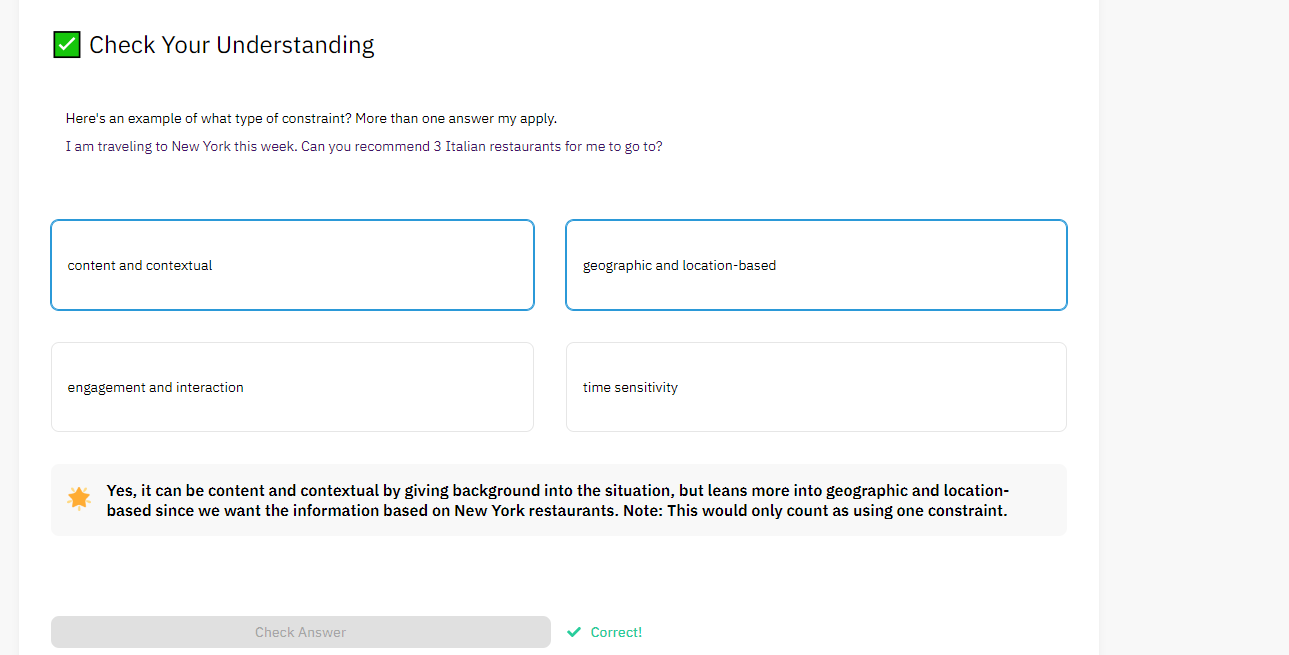 ✅ Check Your Understanding
Here's an example of what type of constraint? More than one answer my apply.
I am traveling to New York this week. Can you recommend 3 Italian restaurants for me to go to?
content and contextual
geographic and location-based
engagement and interaction
time sensitivity
Yes, it can be content and contextual by giving background into the situation, but leans more into geographic and location-
based since we want the information based on New York restaurants. Note: This would only count as using one constraint.
Check Answer
Correct!